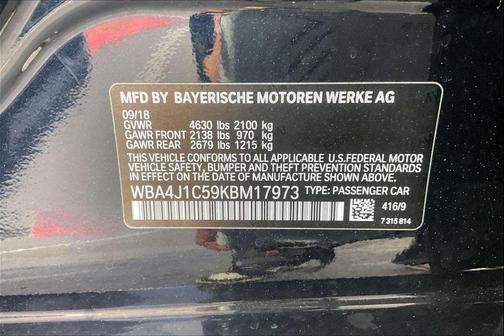 MFD BY BAYERISCHE MOTOREN WERKE AG
09/18
GVWR 4630 lbs 2100 kg
GAWR FRONT 2138 lbs 970 kg
GAWR REAR 2679 lbs 1215 kg
THIS VEHICLE CONFORMS TO ALL APPLICABLE U.S.FEDERAL MOTOR
VEHICLE SAFETY, BUMPER, AND THEFT PREVENTION STANDARDS
IN EFFECT ON THE DATE OF MANUFACTURE SHOWN ABOVE.
WBA4J1C59KBM17973 TYPE: PASSENGER CAR
416/9
7 315 814